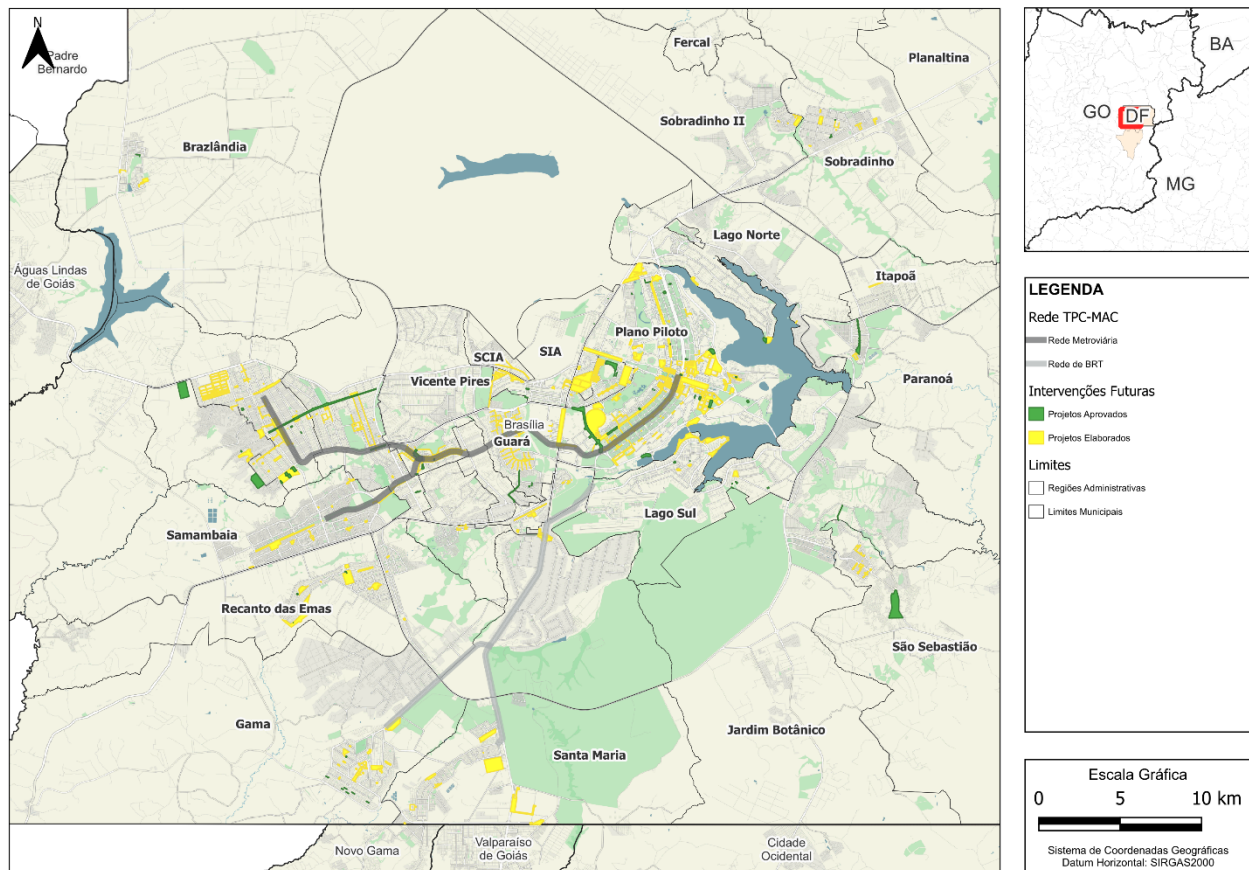 N
Padre
Bernardo
Fercal
Planaltina
Sobradinho II
Brazlândia
Sobradinho
Lago Norte
Águas Lindas
de Goiás
Itapoã
Plano Piloto
SCIA
SIA
Vicente Pires
Paranoá
Brasília
Guará
Lago Sul
Samambaia
Recanto das Emas
São Sebastião
Gama
Jardim Botânico
Santa Maria
Novo Gama
Valparaíso
de Goiás
Cidade
Ocidental
BA
GO
DF
MG
LEGENDA
Rede TPC-MAC
Rede Metroviária
Rede de BRT
Intervenções Futuras
Projetos Aprovados
Projetos Elaborados
Limites
Regiões Administrativas
Limites Municipais
Escala Gráfica
0 5 10 km
Sistema de Coordenadas Geográficas
Datum Horizontal: SIRGAS2000